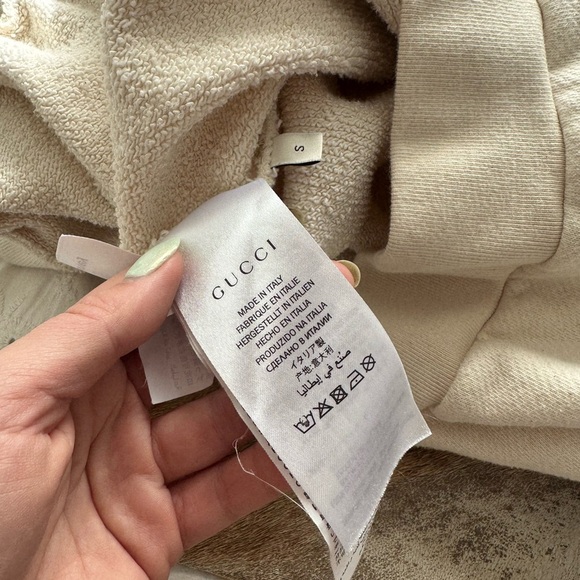 S
GUCCI
MADE IN ITALY
FABRIQUÉ EN ITALIE
HERGESTELLT IN ITALIEN
HECHO EN ITALIA
PRODUZIDO NA ITALIA
СДЕЛАНО В ИТАЛИИ
イタリア製
产地:意大利
صنع في إيطاليا